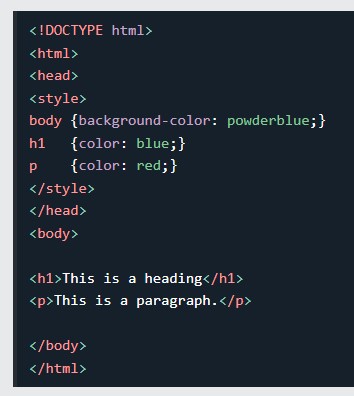 <!DOCTYPE html>
<html>
<head>
<style>
body {background-color: powderblue;}
h1   {color: blue;}
p    {color: red;}
</style>
</head>
<body>
<h1>This is a heading</h1>
<p>This is a paragraph.</p>
</body>
</html>